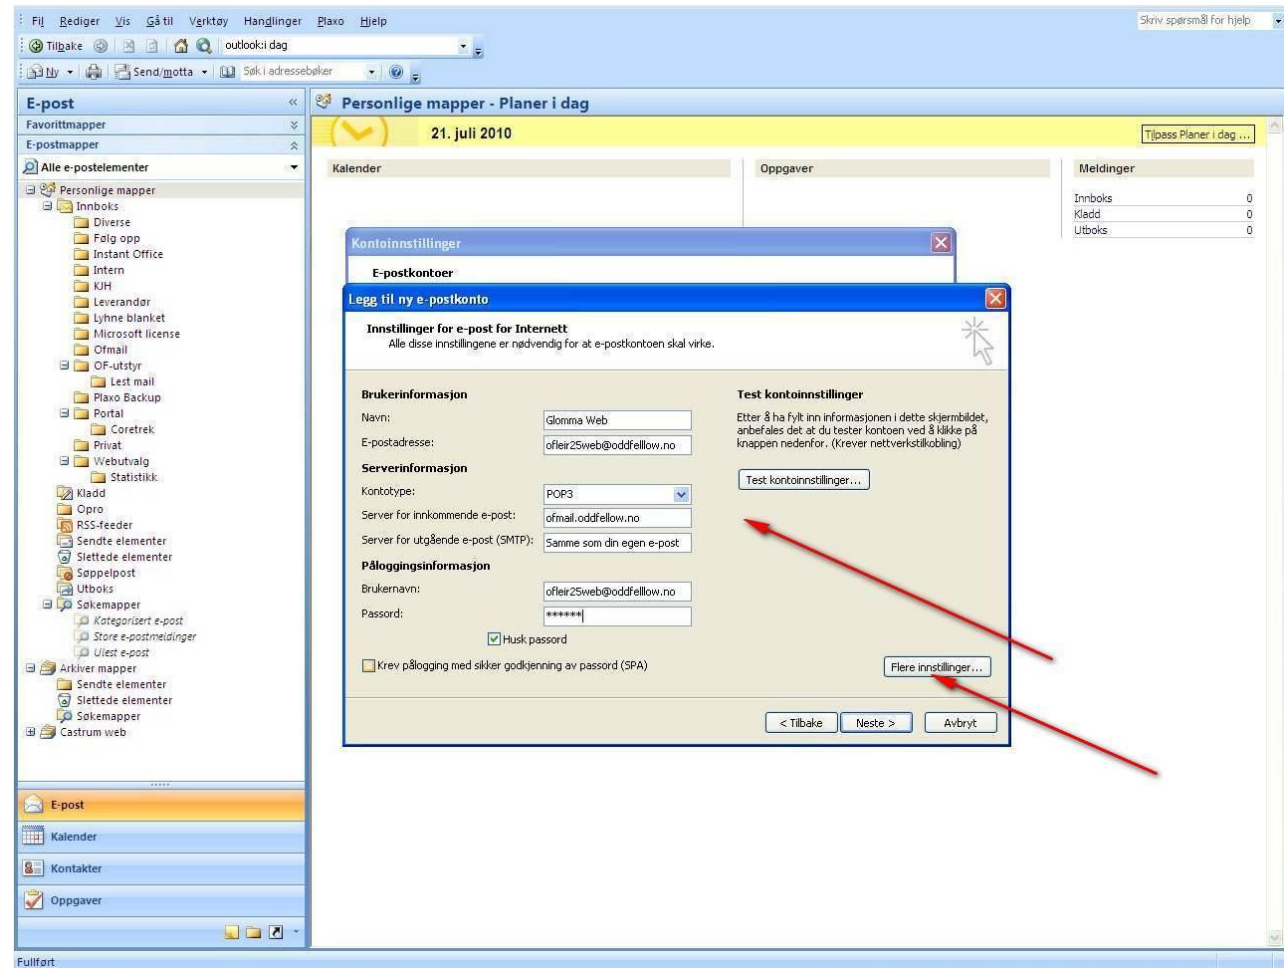 Fil Rediger Vis Gå til Verktøy Handlinger Plaxo Hjelp
Skriv spørsmål for hjelp
Tilbake outlook:i dag
Ny Send/motta Søk i adressebøker
E-post
Personlige mapper - Planer i dag
Favorittmapper
E-postmapper
Alle e-postelementer
Personlige mapper
Innboks
Diverse
Følg opp
Instant Office
Intern
KJH
Leverandør
Lyhne blanket
Microsoft license
Ofmail
OF-utstyr
Lest mail
Plaxo Backup
Portal
Coretrek
Privat
Webutvalg
Statistikk
Kladd
Opro
RSS-feeder
Sendte elementer
Slettede elementer
Søppelpost
Utboks
Søkemapper
Kategorisert e-post
Store e-postmeldinger
Ulest e-post
Arkiver mapper
Sendte elementer
Slettede elementer
Søkemapper
Castrum web
E-post
Kalender
Kontakter
Oppgaver
Fullført
21. juli 2010
Tilpass Planer i dag ...
Kalender
Oppgaver
Meldinger
Innboks 0
Kladd 0
Utboks 0
Kontoinnstillinger
E-postkontoer
Legg til ny e-postkonto
Innstillinger for e-post for Internett
Alle disse innstillingene er nødvendig for at e-postkontoen skal virke.
Brukerinformasjon
Navn: Glomma Web
E-postadresse: ofleir25web@oddfelllow.no
Serverinformasjon
Kontotype: POP3
Server for innkommende e-post: ofmail.oddfellow.no
Server for utgående e-post (SMTP): Samme som din egen e-post
Påloggingsinformasjon
Brukernavn: ofleir25web@oddfelllow.no
Passord: ******
Husk passord
Krev pålogging med sikker godkjenning av passord (SPA)
Test kontoinnstillinger
Etter å ha fylt inn informasjonen i dette skjermbildet,
anbefales det at du tester kontoen ved å klikke på
knappen nedenfor. (Krever nettverkstilkobling)
Test kontoinnstillinger...
Flere innstillinger...
< Tilbake Neste > Avbryt